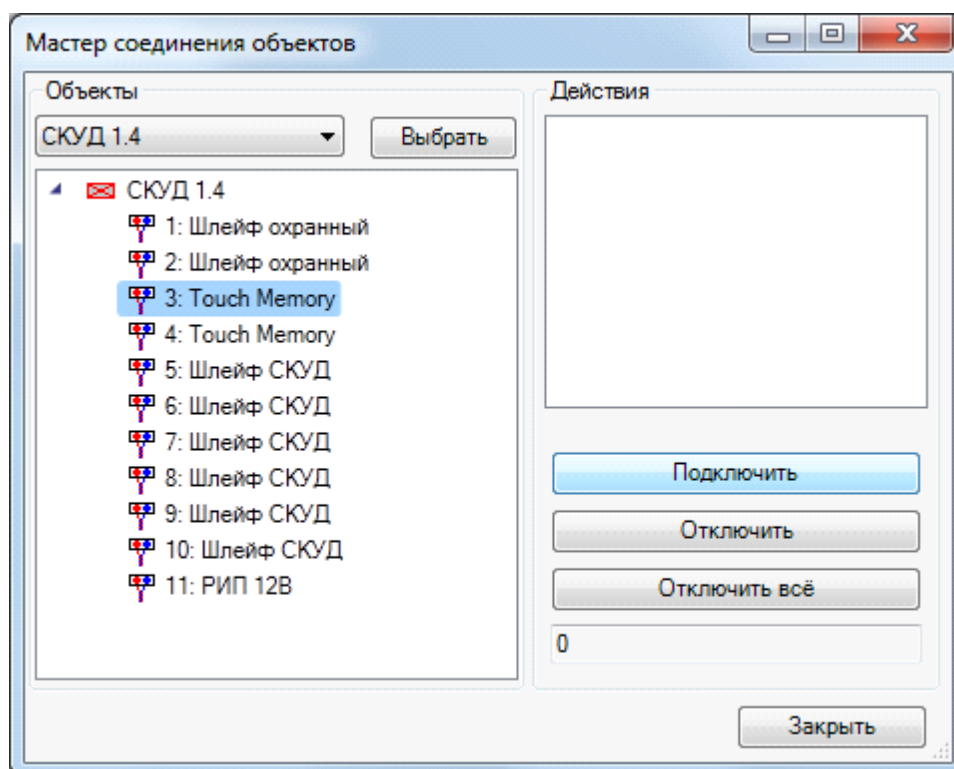 Мастер соединения объектов
Объекты
СКУД 1.4
Выбрать
СКУД 1.4
1: Шлейф охранный
2: Шлейф охранный
3: Touch Memory
4: Touch Memory
5: Шлейф СКУД
6: Шлейф СКУД
7: Шлейф СКУД
8: Шлейф СКУД
9: Шлейф СКУД
10: Шлейф СКУД
11: РИП 12В
Действия
Подключить
Отключить
Отключить всё
0
Закрыть